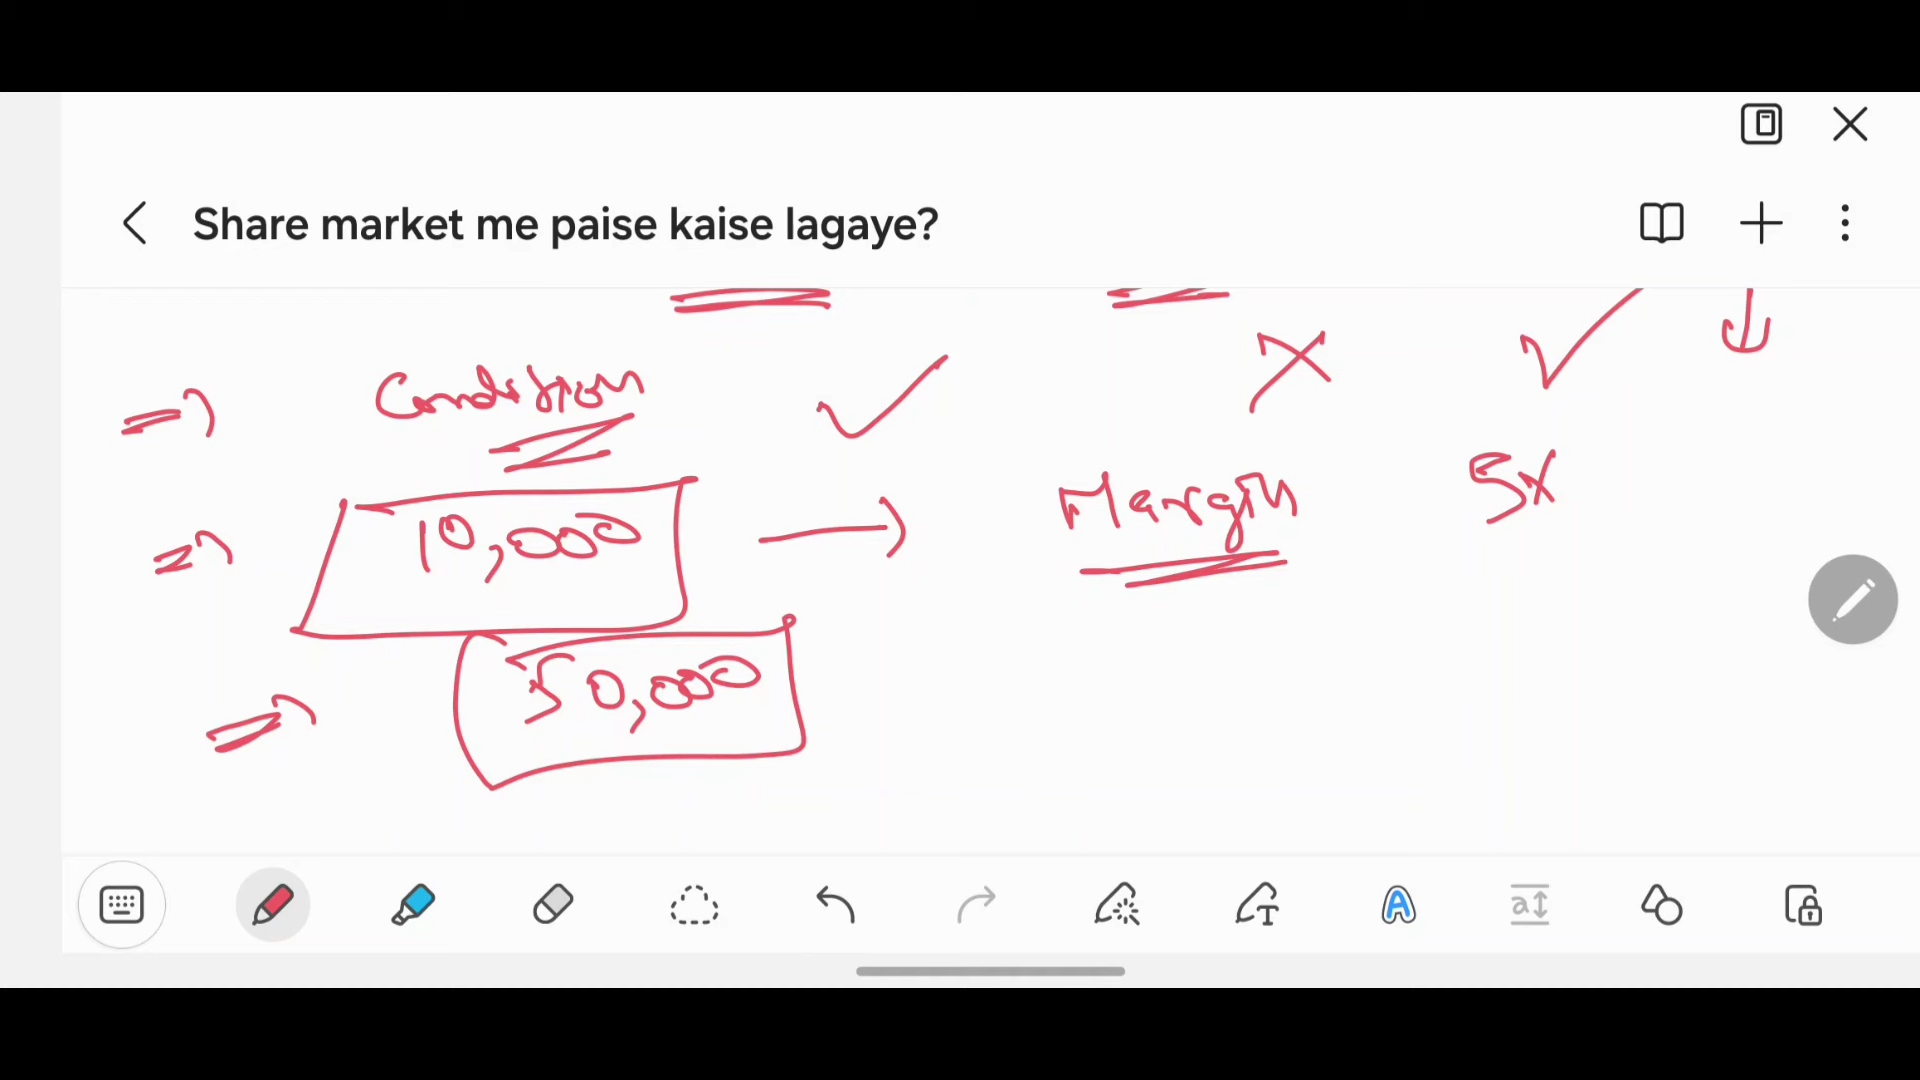 Share market me paise kaise lagaye?
Condition
10,000
Margin
5x
50,000